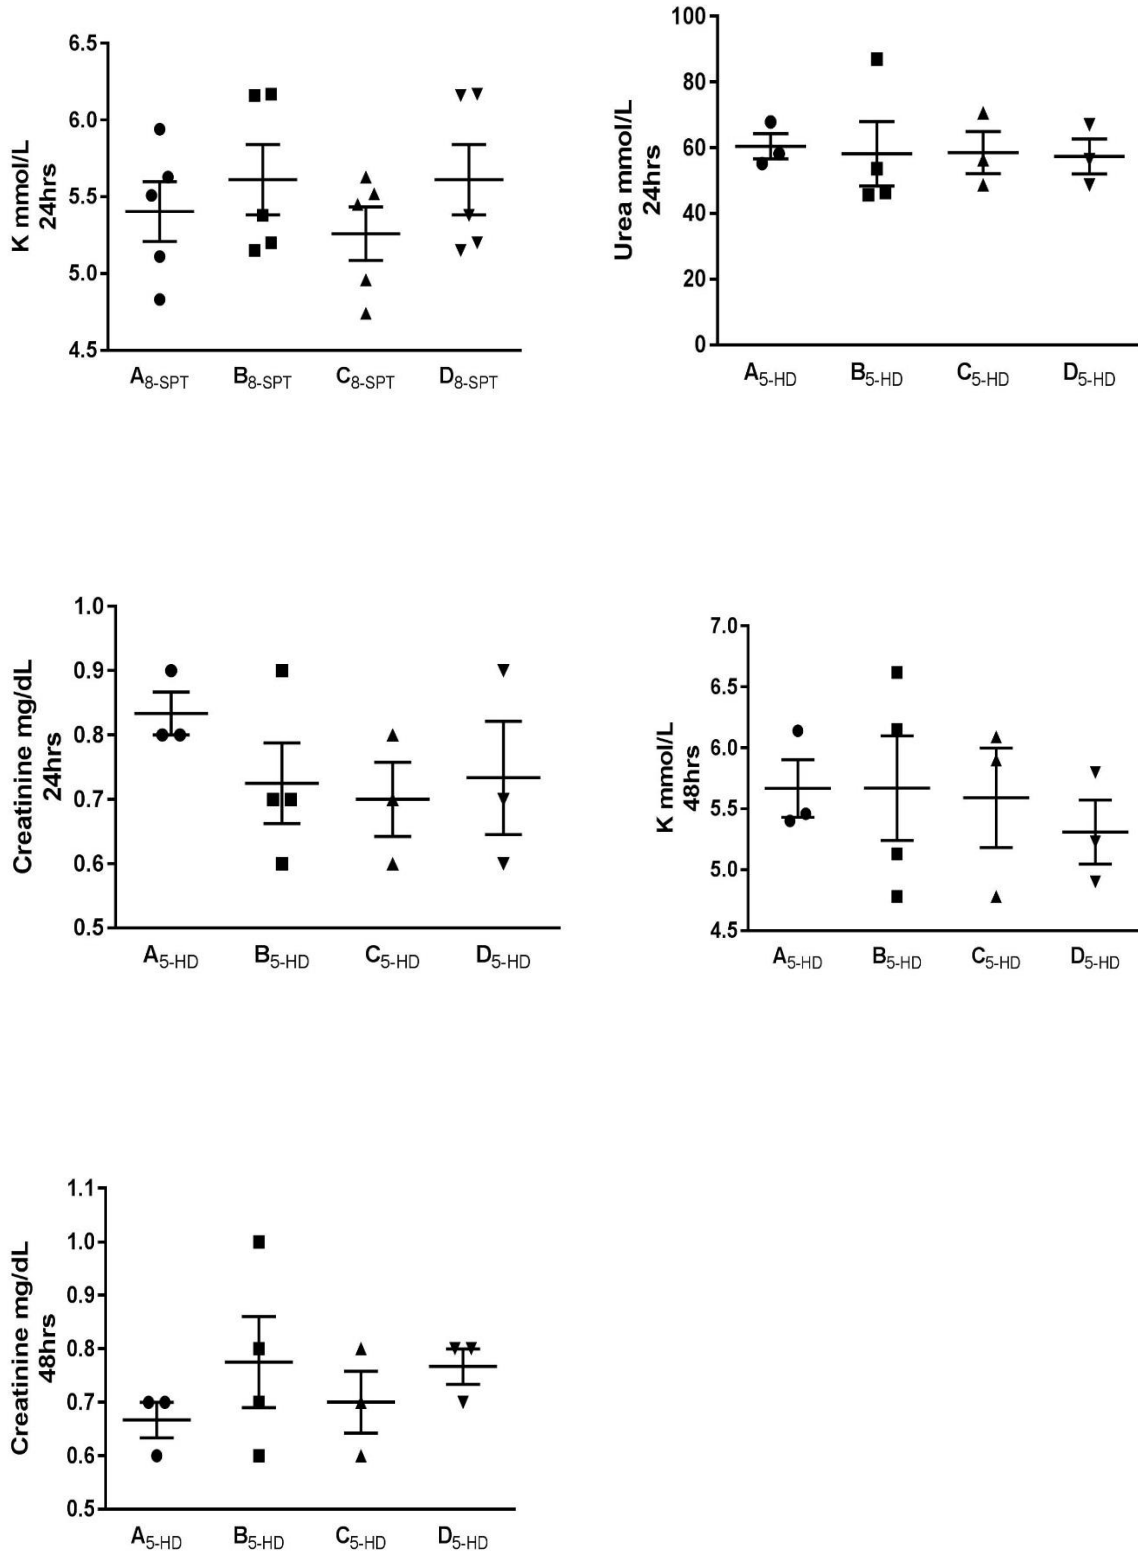 K mmol/L
24hrs
6.5
6.0
5.5
5.0
4.5
A8-SPT B8-SPT C8-SPT D8-SPT
Urea mmol/L
24hrs
100
80
60
40
20
0
A5-HD B5-HD C5-HD D5-HD
Creatinine mg/dL
24hrs
1.0
0.9
0.8
0.7
0.6
0.5
A5-HD B5-HD C5-HD D5-HD
K mmol/L
48hrs
7.0
6.5
6.0
5.5
5.0
4.5
A5-HD B5-HD C5-HD D5-HD
Creatinine mg/dL
48hrs
1.1
1.0
0.9
0.8
0.7
0.6
0.5
A5-HD B5-HD C5-HD D5-HD